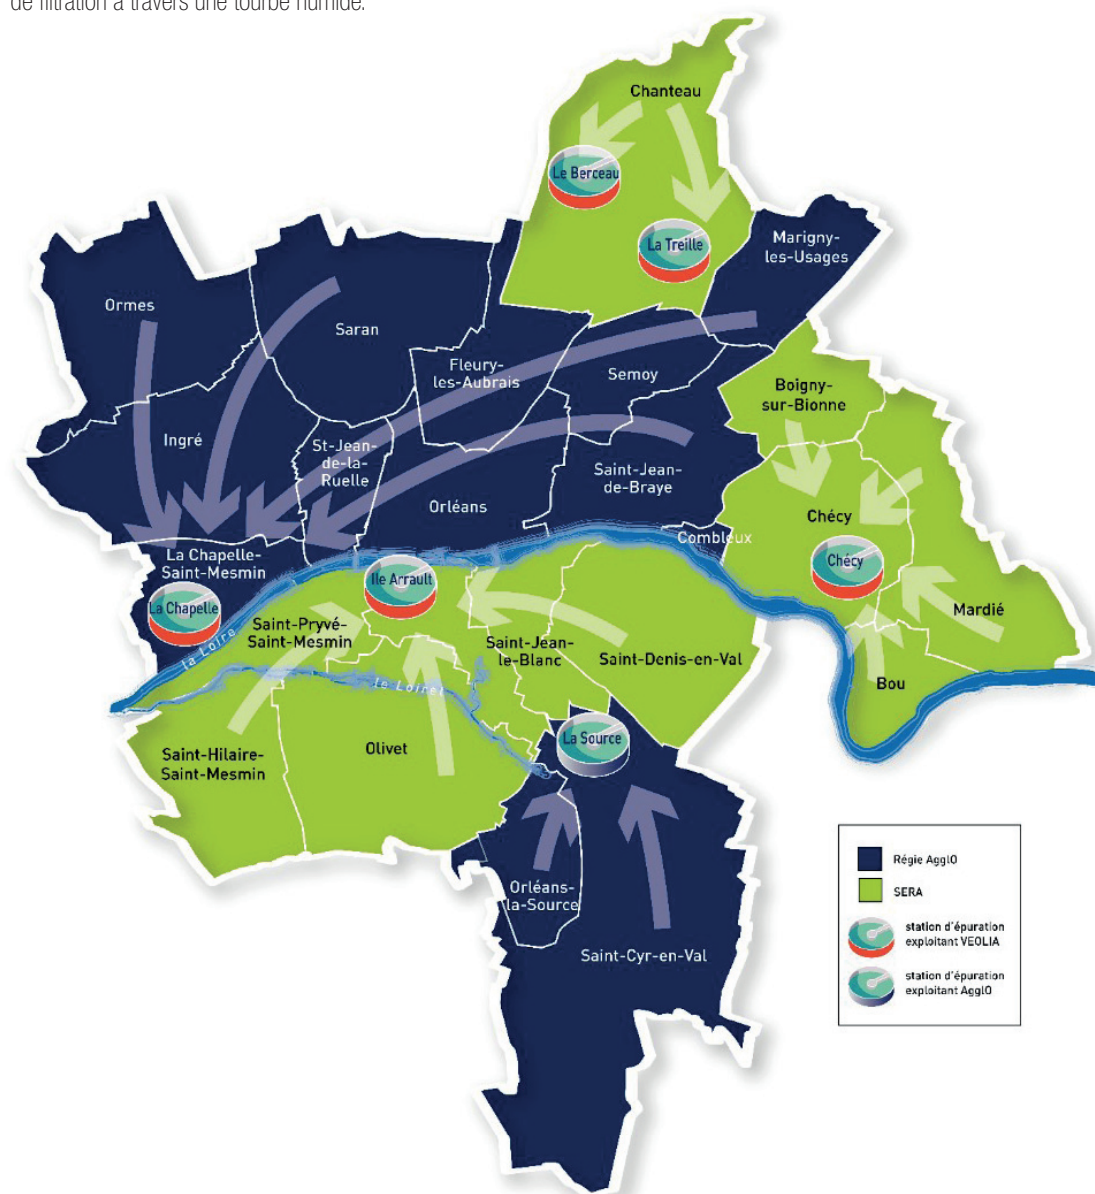 de filtration à travers une tourbe humide.
Chanteau
Le Berceau
La Treille
Marigny-
les-Usages
Ormes
Saran
Fleury-
les-Aubrais
Semoy
Boigny-
sur-Bionne
Ingré
St-Jean-
de-la-
Ruelle
Orléans
Saint-Jean-
de-Braye
Chécy
Combleux
La Chapelle-
Saint-Mesmin
Ile Arrault
Chécy
La Chapelle
Saint-Pryvé-
Saint-Mesmin
Mardié
la Loire
Saint-Jean-
le-Blanc
Saint-Denis-en-Val
Bou
le Loiret
Saint-Hilaire-
Saint-Mesmin
Olivet
La Source
Orléans-
la-Source
Saint-Cyr-en-Val
Régie AgglO
SERA
station d'épuration
exploitant VEOLIA
station d'épuration
exploitant AgglO